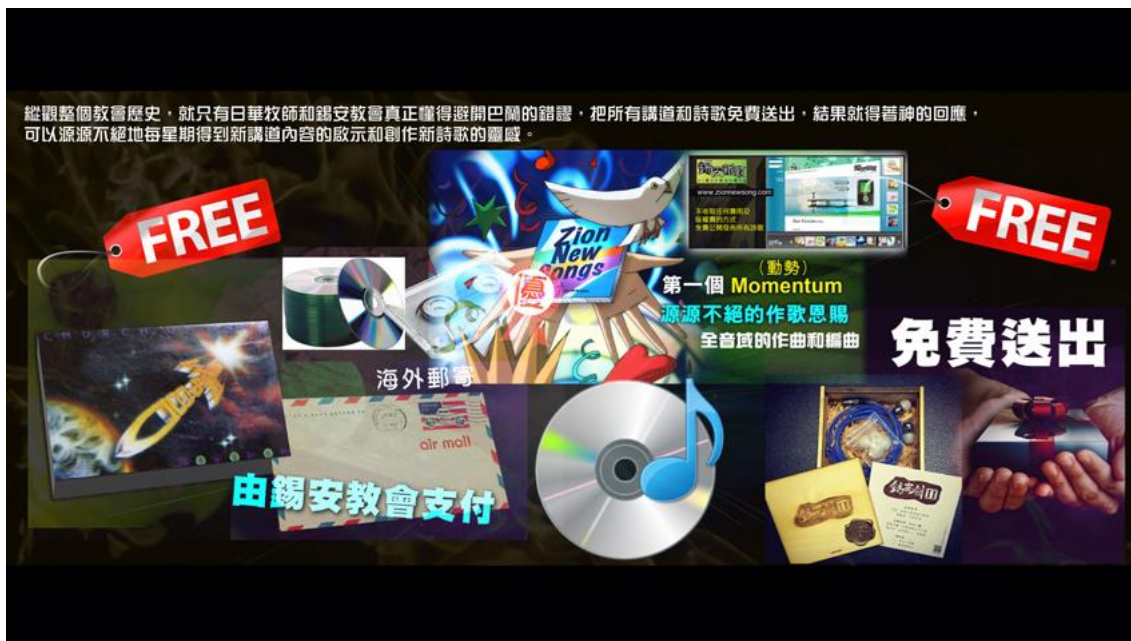 縱觀整個教會歷史，就只有日華牧師和錫安教會真正懂得避開巴蘭的錯謬，把所有講道和詩歌免費送出，結果就得著神的回應，
可以源源不絕地每星期得到新講道內容的啟示和創作新詩歌的靈感。
FREE
FREE
Zion
New
songs
www.zionnewsong.com
（動勢）
第一個 Momentum
源源不絕的作歌恩賜
全音域的作曲和編曲
免費送出
CHURCH
海外郵寄
air mail
由錫安教會支付